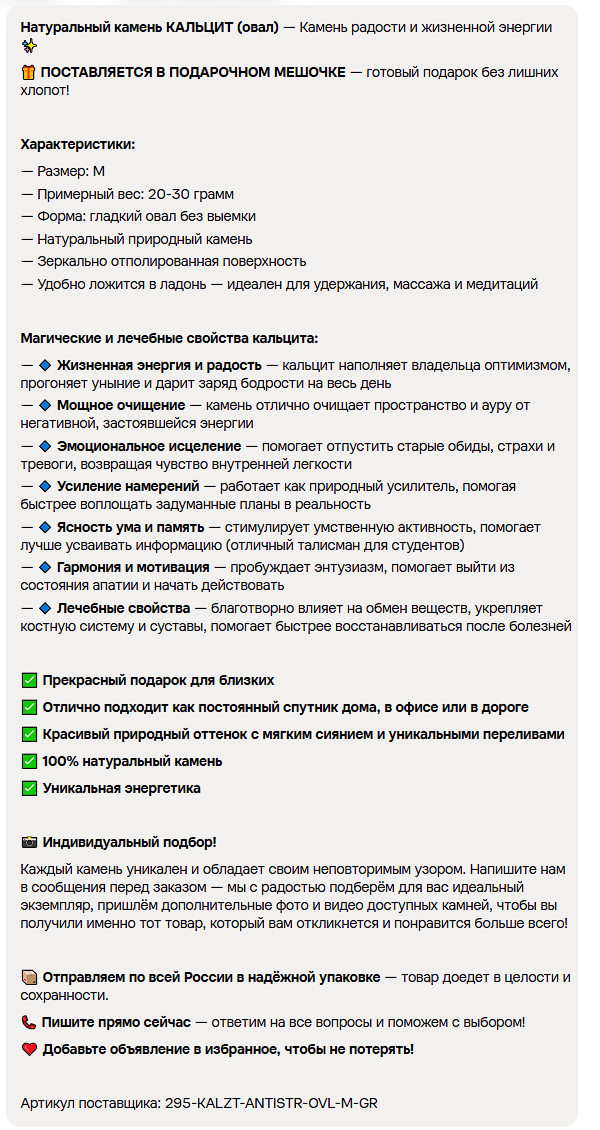 Натуральный камень КАЛЬЦИТ (овал) — Камень радости и жизненной энергии
✨
🎁 ПОСТАВЛЯЕТСЯ В ПОДАРОЧНОМ МЕШОЧКЕ — готовый подарок без лишних
хлопот!
Характеристики:
— Размер: М
— Примерный вес: 20-30 грамм
— Форма: гладкий овал без выемки
— Натуральный природный камень
— Зеркально отполированная поверхность
— Удобно ложится в ладонь — идеален для удержания, массажа и медитаций
Магические и лечебные свойства кальцита:
— 🔹 Жизненная энергия и радость — кальцит наполняет владельца оптимизмом,
прогоняет уныние и дарит заряд бодрости на весь день
— 🔹 Мощное очищение — камень отлично очищает пространство и ауру от
негативной, застоявшейся энергии
— 🔹 Эмоциональное исцеление — помогает отпустить старые обиды, страхи и
тревоги, возвращая чувство внутренней легкости
— 🔹 Усиление намерений — работает как природный усилитель, помогая
быстрее воплощать задуманные планы в реальность
— 🔹 Ясность ума и память — стимулирует умственную активность, помогает
лучше усваивать информацию (отличный талисман для студентов)
— 🔹 Гармония и мотивация — пробуждает энтузиазм, помогает выйти из
состояния апатии и начать действовать
— 🔹 Лечебные свойства — благотворно влияет на обмен веществ, укрепляет
костную систему и суставы, помогает быстрее восстанавливаться после болезней
✅ Прекрасный подарок для близких
✅ Отлично подходит как постоянный спутник дома, в офисе или в дороге
✅ Красивый природный оттенок с мягким сиянием и уникальными переливами
✅ 100% натуральный камень
✅ Уникальная энергетика
📷 Индивидуальный подбор!
Каждый камень уникален и обладает своим неповторимым узором. Напишите нам
в сообщения перед заказом — мы с радостью подберём для вас идеальный
экземпляр, пришлём дополнительные фото и видео доступных камней, чтобы вы
получили именно тот товар, который вам откликнется и понравится больше всего!
📦 Отправляем по всей России в надёжной упаковке — товар доедет в целости и
сохранности.
📞 Пишите прямо сейчас — ответим на все вопросы и поможем с выбором!
❤️ Добавьте объявление в избранное, чтобы не потерять!
Артикул поставщика: 295-KALZT-ANTISTR-OVL-M-GR